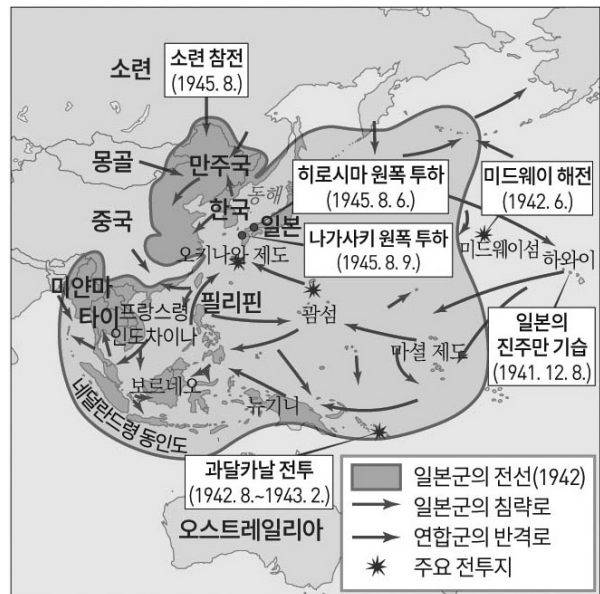 소련
소련 참전
(1945. 8.)
몽골
만주국
동해
히로시마 원폭 투하
(1945. 8. 6.)
미드웨이 해전
(1942. 6.)
한국
중국
일본
오키나와 제도
나가사키 원폭 투하
(1945. 8. 9.)
미드웨이섬
하와이
미얀마
타이
프랑스령
인도차이나
필리핀
괌섬
일본의
진주만 기습
(1941. 12. 8.)
마셜 제도
보르네오
뉴기니
네덜란드령 동인도
과달카날 전투
(1942. 8.~1943. 2.)
오스트레일리아
일본군의 전선(1942)
일본군의 침략로
연합군의 반격로
주요 전투지